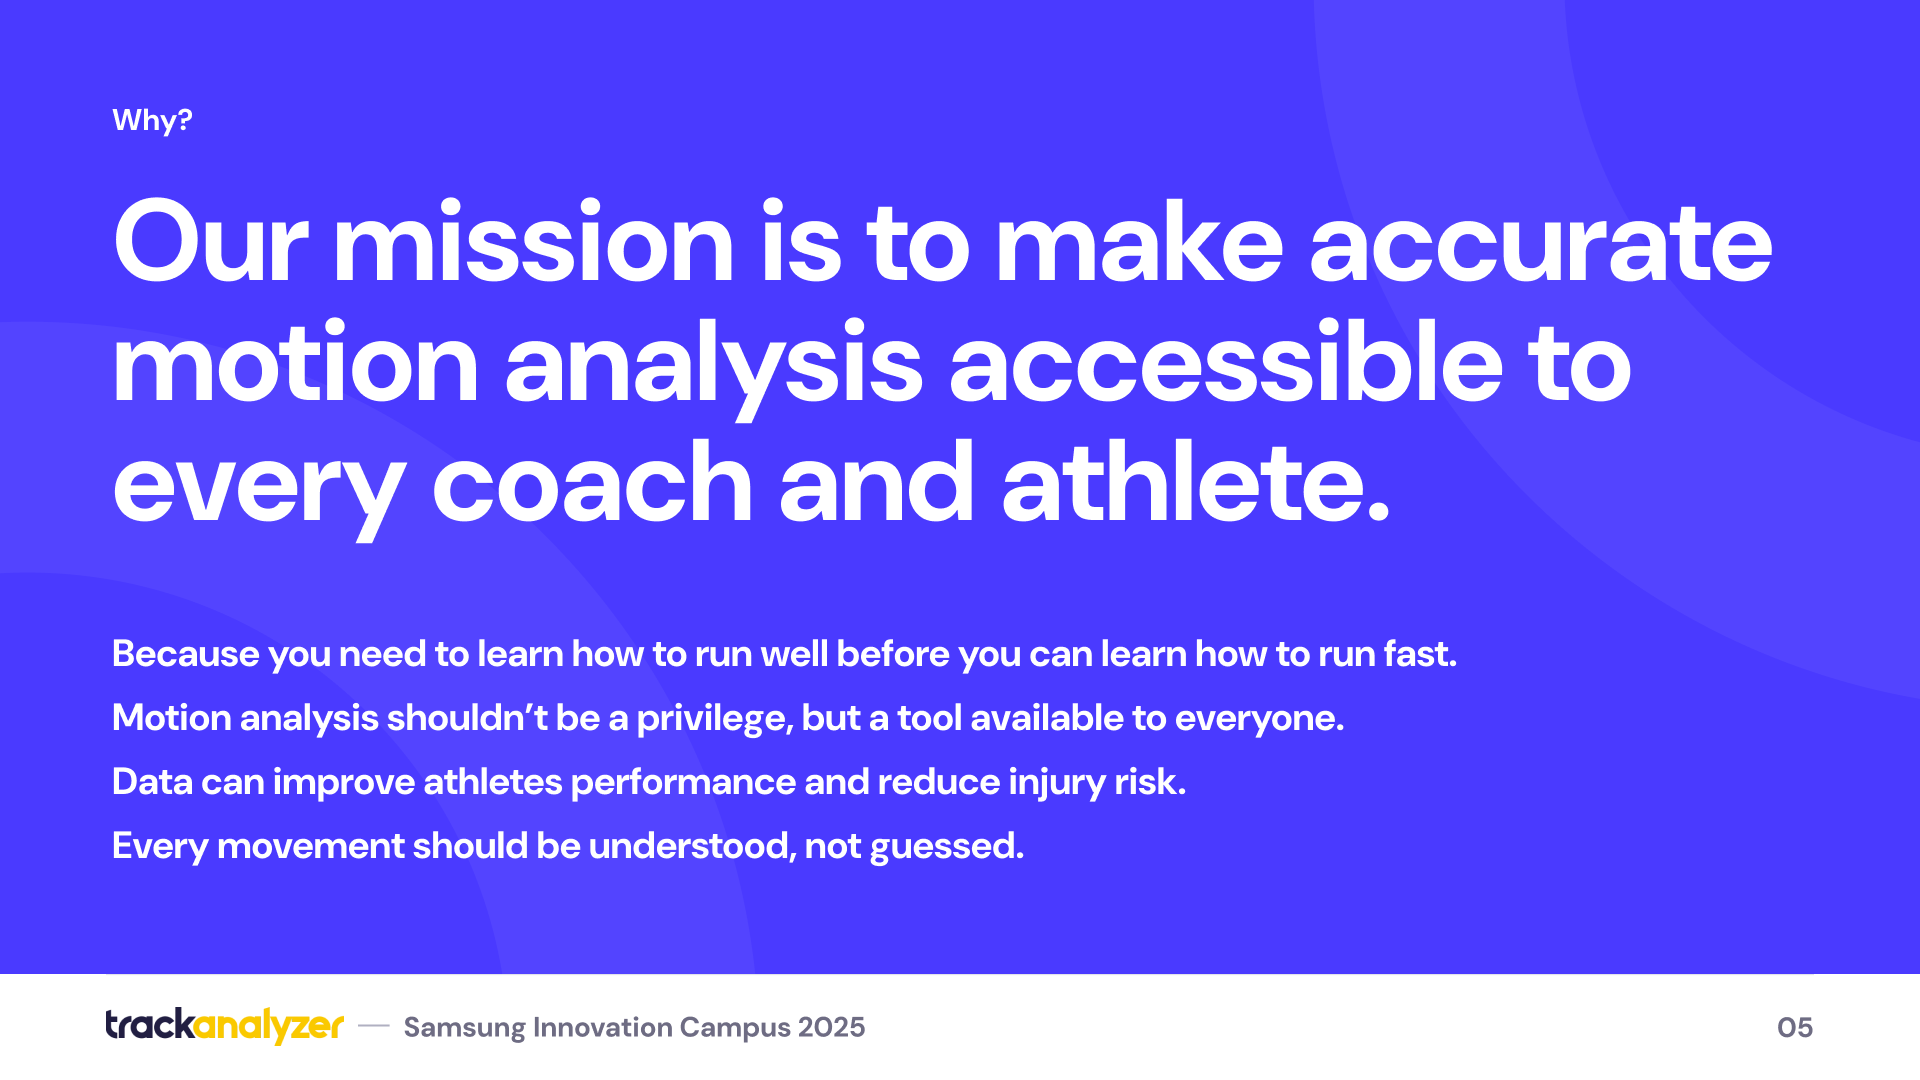 Why?
Our mission is to make accurate
motion analysis accessible to
every coach and athlete.
Because you need to learn how to run well before you can learn how to run fast.
Motion analysis shouldn’t be a privilege, but a tool available to everyone.
Data can improve athletes performance and reduce injury risk.
Every movement should be understood, not guessed.
trackanalyzer — Samsung Innovation Campus 2025
05